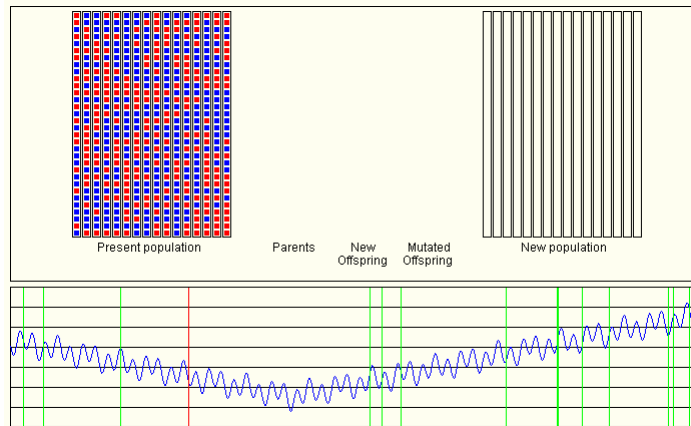 Present population
Parents
New
Offspring
Mutated
Offspring
New population